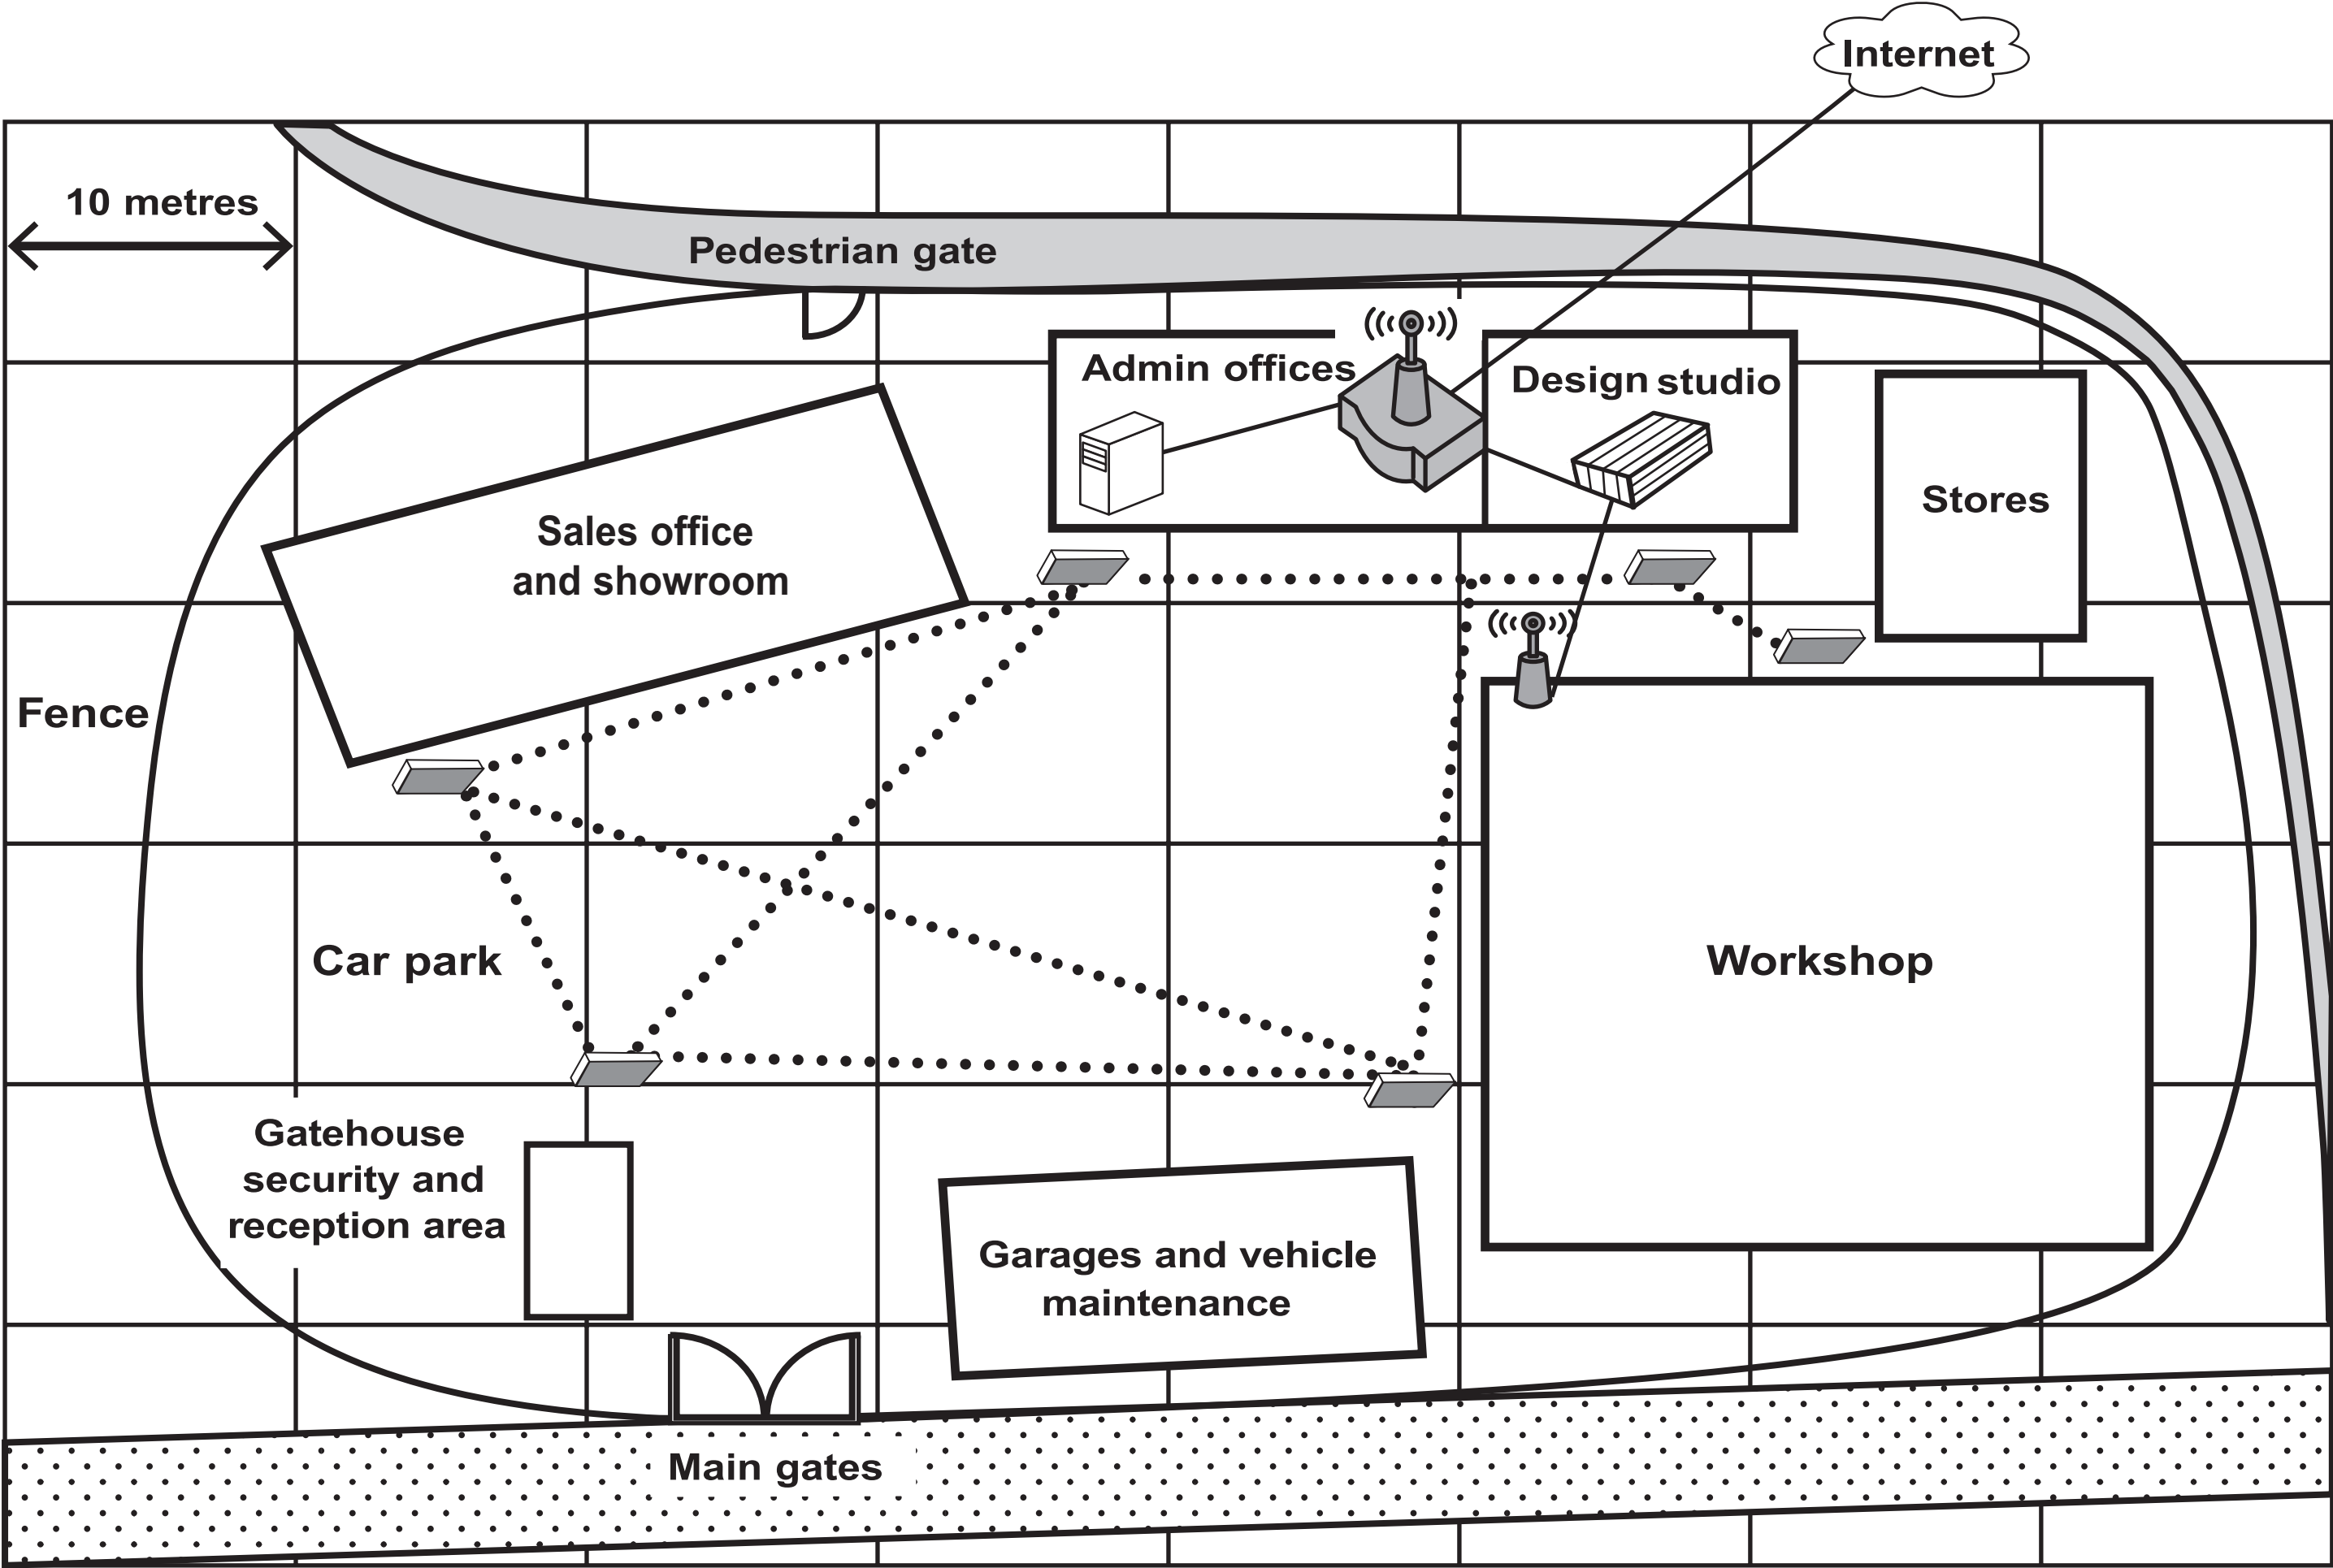 Internet
10 metres
Pedestrian gate
Admin offices
Design studio
Stores
Sales office
and showroom
Fence
Car park
Workshop
Gatehouse
security and
reception area
Garages and vehicle
maintenance
Main gates